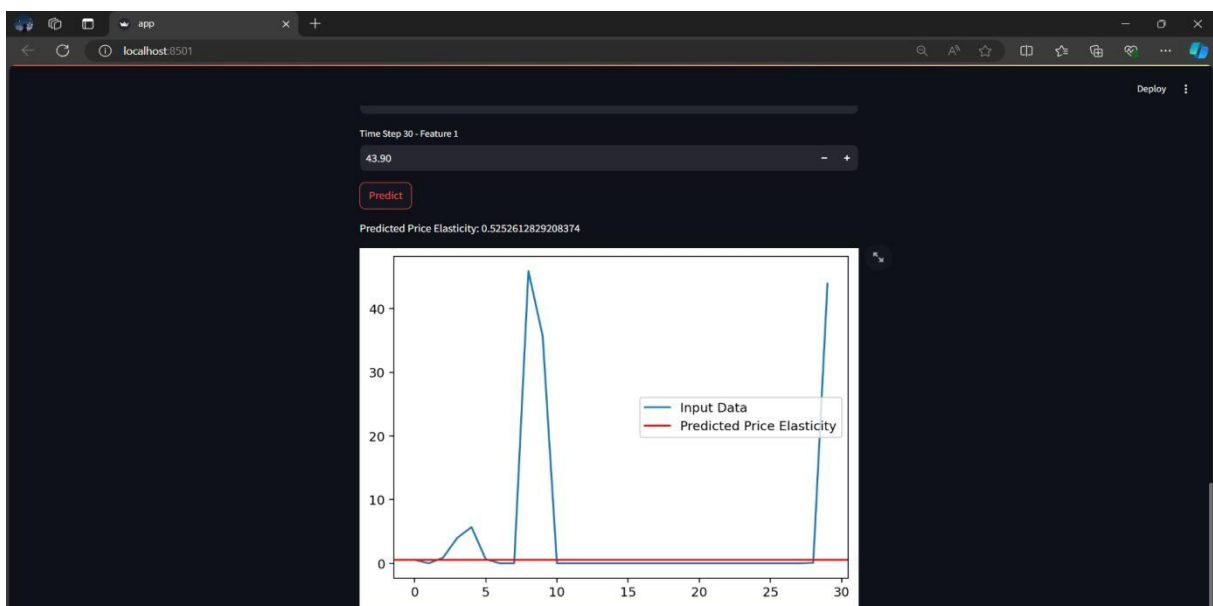 app
localhost:8501
Deploy
Time Step 30 - Feature 1
43.90
Predict
Predicted Price Elasticity: 0.5252612829208374
40
30
20
10
0
Input Data
Predicted Price Elasticity
0 5 10 15 20 25 30